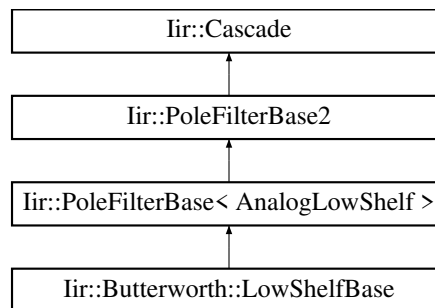 Iir::Cascade
Iir::PoleFilterBase2
Iir::PoleFilterBase< AnalogLowShelf >
Iir::Butterworth::LowShelfBase